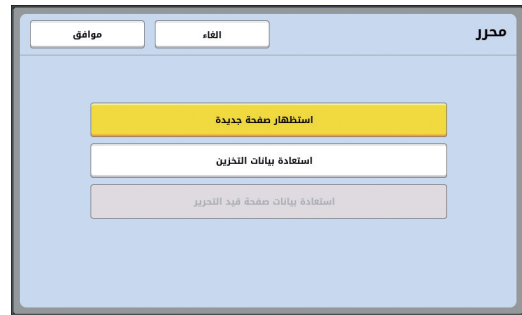 محرر
الغاء
موافق
استظهار صفحة جديدة
استعادة بيانات التخزين
استعادة بيانات صفحة قيد التحرير